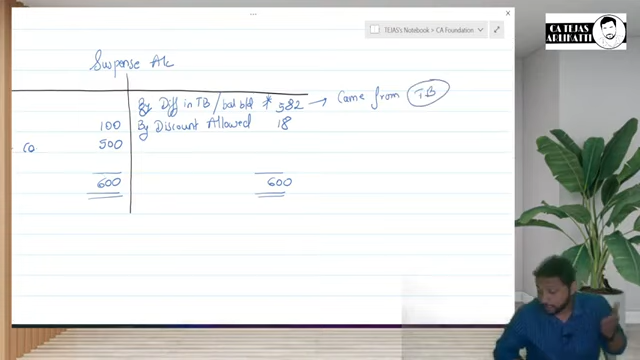 TEJAS's Notebook > CA Foundation
CA TEJAS
ARLIKATTI
Suspense A/c
By Diff in TB / bal b/d * 582 → Came from TB
100 By Discount Allowed 18
Co. 500
600 600